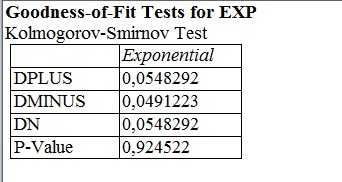 Goodness-of-Fit Tests for EXP
Kolmogorov-Smirnov Test
Exponential
DPLUS 0,0548292
DMINUS 0,0491223
DN 0,0548292
P-Value 0,924522